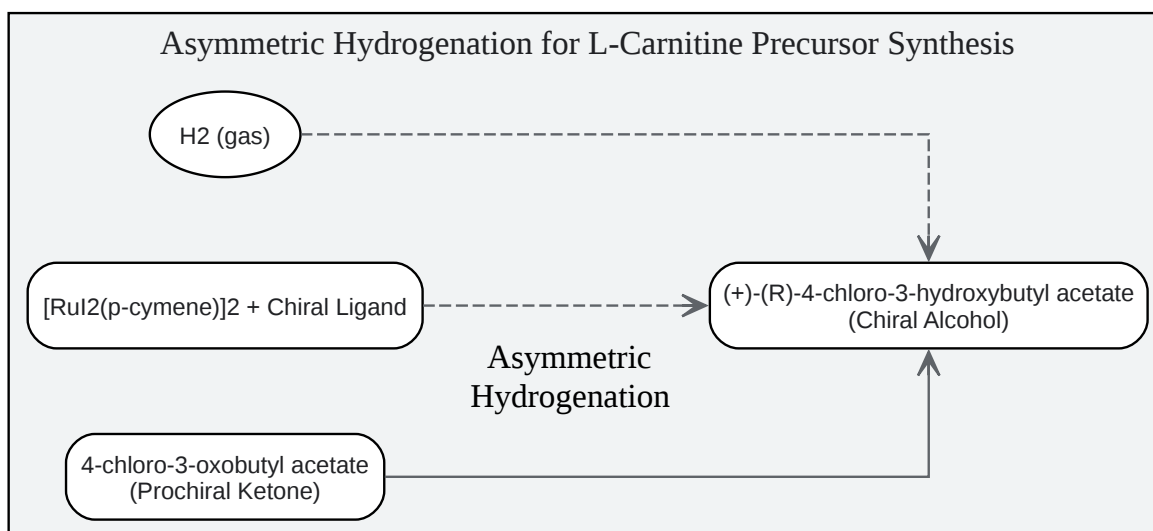 Asymmetric Hydrogenation for L-Carnitine Precursor Synthesis
H2 (gas)
[RuI2(p-cymene)]2 + Chiral Ligand
(+)-(R)-4-chloro-3-hydroxybutyl acetate
(Chiral Alcohol)
Asymmetric
Hydrogenation
4-chloro-3-oxobutyl acetate
(Prochiral Ketone)